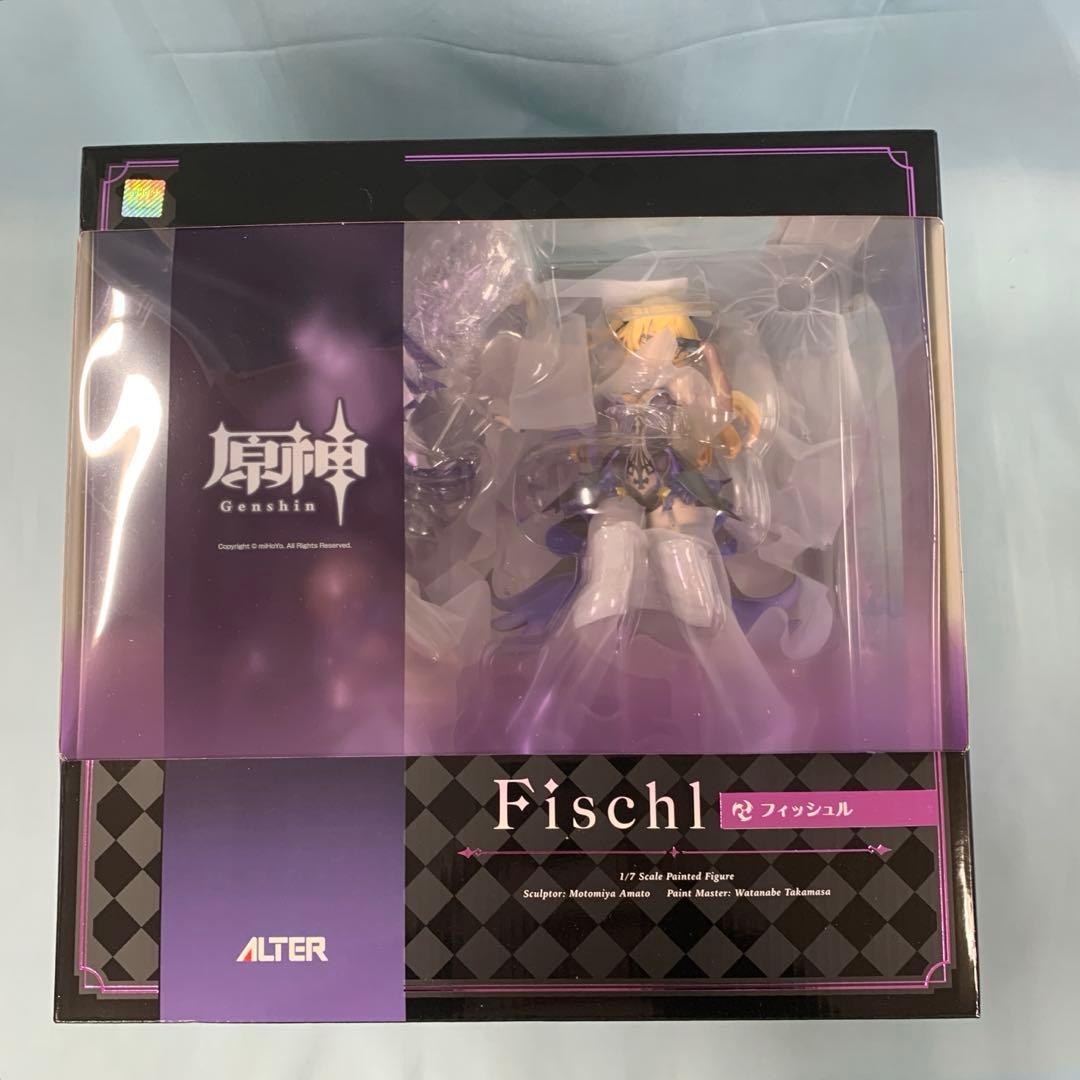 原神
Genshin
Copyright © miHoYo. All Rights Reserved.
Fischl
フィッシュル
1/7 Scale Painted Figure
Sculptor: Motomiya Amato Paint Master: Watanabe Takamasa
ALTER